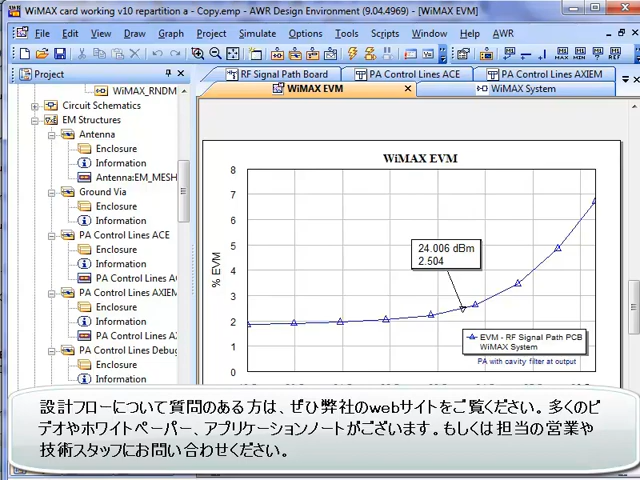 WiMAX card working v10 repartition a - Copy.emp - AWR Design Environment (9.04.4969) - [WiMAX EVM]
File Edit View Draw Graph Project Simulate Options Tools Scripts Window Help AWR
Project
RF Signal Path Board
PA Control Lines ACE
PA Control Lines AXIEM
WiMAX EVM
WiMAX System
WiMAX_RNDM
Circuit Schematics
EM Structures
Antenna
Enclosure
Information
Antenna:EM_MESH
Ground Via
Enclosure
Information
PA Control Lines ACE
Enclosure
Information
PA Control Lines AC
PA Control Lines AXIEM
Enclosure
Information
PA Control Lines AX
PA Control Lines Debug
Enclosure
Information
WiMAX EVM
8
7
6
5
4
3
2
1
0
% EVM
24.006 dBm
2.504
EVM - RF Signal Path PCB
WiMAX System
PA with cavity filter at output
設計フローについて質問のある方は、ぜひ弊社のwebサイトをご覧ください。多くのビ
デオやホワイトペーパー、アプリケーションノートがございます。もしくは担当の営業や
技術スタッフにお問い合わせください。